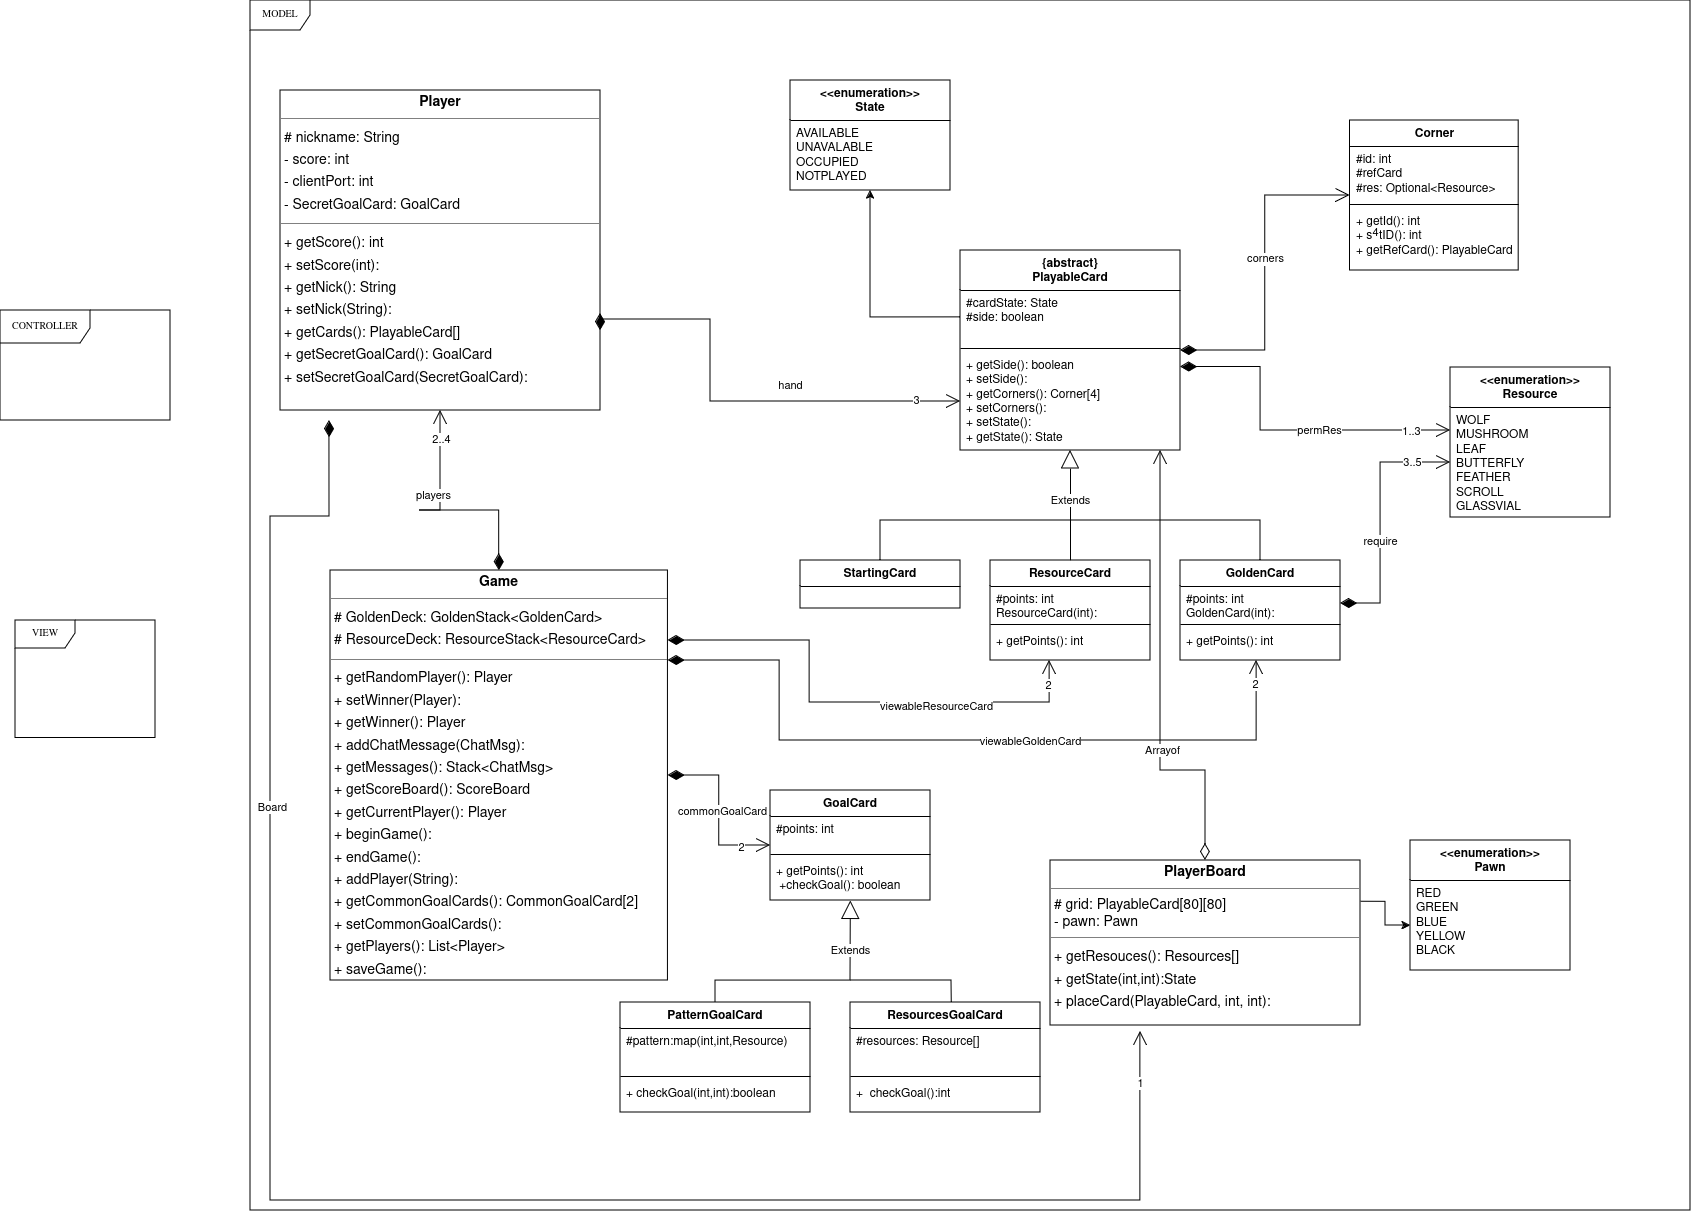 MODEL
Player
# nickname: String
- score: int
- clientPort: int
- SecretGoalCard: GoalCard
+ getScore(): int
+ setScore(int):
+ getNick(): String
+ setNick(String):
+ getCards(): PlayableCard[]
+ getSecretGoalCard(): GoalCard
+ setSecretGoalCard(SecretGoalCard):
<<enumeration>>
State
AVAILABLE
UNAVALABLE
OCCUPIED
NOTPLAYED
Corner
#id: int
#refCard
#res: Optional<Resource>
+ getId(): int
+ s⁴tID(): int
+ getRefCard(): PlayableCard
corners
{abstract}
PlayableCard
#cardState: State
#side: boolean
+ getSide(): boolean
+ setSide():
+ getCorners(): Corner[4]
+ setCorners():
+ setState():
+ getState(): State
CONTROLLER
hand
3
<<enumeration>>
Resource
WOLF
MUSHROOM
LEAF
BUTTERFLY
FEATHER
SCROLL
GLASSVIAL
permRes
1..3
3..5
require
2..4
players
Extends
Game
# GoldenDeck: GoldenStack<GoldenCard>
# ResourceDeck: ResourceStack<ResourceCard>
+ getRandomPlayer(): Player
+ setWinner(Player):
+ getWinner(): Player
+ addChatMessage(ChatMsg):
+ getMessages(): Stack<ChatMsg>
+ getScoreBoard(): ScoreBoard
+ getCurrentPlayer(): Player
+ beginGame():
+ endGame():
+ addPlayer(String):
+ getCommonGoalCards(): CommonGoalCard[2]
+ setCommonGoalCards():
+ getPlayers(): List<Player>
+ saveGame():
StartingCard
ResourceCard
#points: int
ResourceCard(int):
+ getPoints(): int
GoldenCard
#points: int
GoldenCard(int):
+ getPoints(): int
VIEW
2
2
viewableResourceCard
viewableGoldenCard
Arrayof
Board
commonGoalCard
2
GoalCard
#points: int
+ getPoints(): int
+checkGoal(): boolean
Extends
PlayerBoard
# grid: PlayableCard[80][80]
- pawn: Pawn
+ getResouces(): Resources[]
+ getState(int,int):State
+ placeCard(PlayableCard, int, int):
<<enumeration>>
Pawn
RED
GREEN
BLUE
YELLOW
BLACK
PatternGoalCard
#pattern:map(int,int,Resource)
+ checkGoal(int,int):boolean
ResourcesGoalCard
#resources: Resource[]
+ checkGoal():int
1